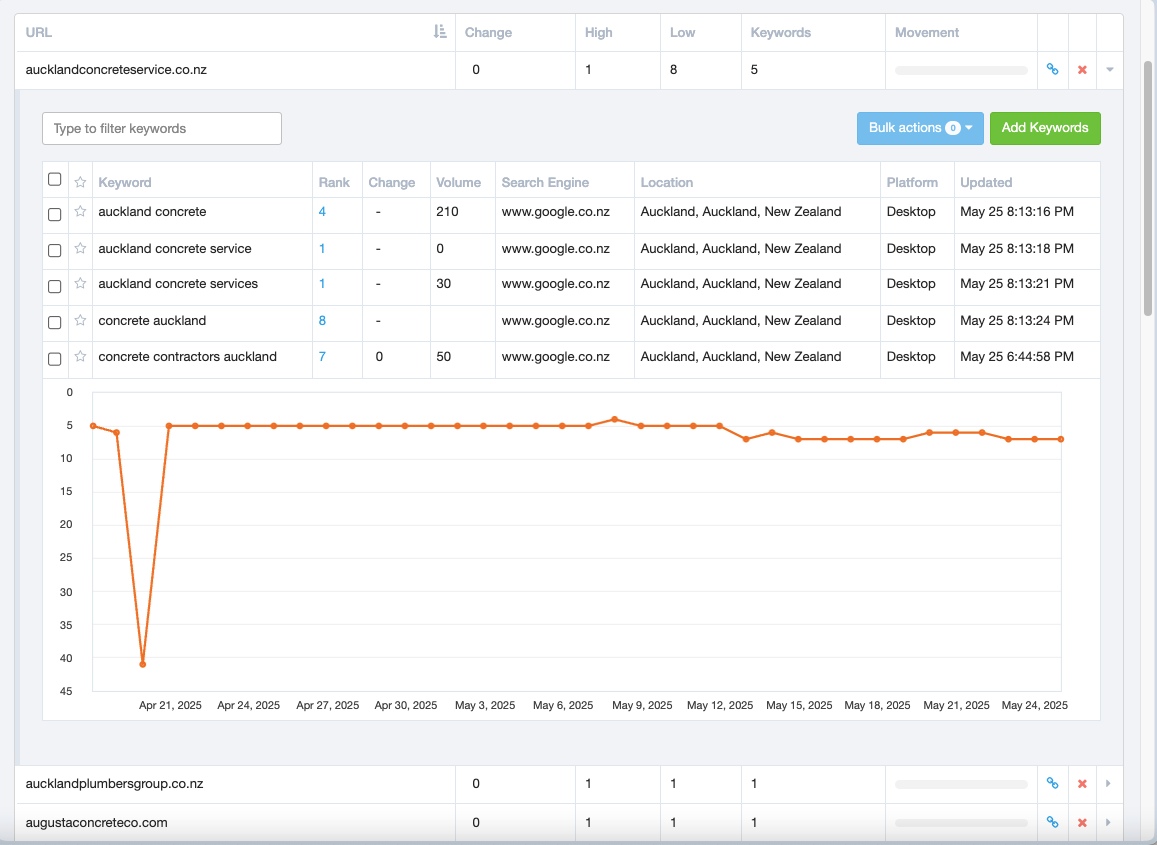 URL Change High Low Keywords Movement
aucklandconcreteservice.co.nz 0 1 8 5
Type to filter keywords Bulk actions 0 Add Keywords
Keyword Rank Change Volume Search Engine Location Platform Updated
auckland concrete 4 - 210 www.google.co.nz Auckland, Auckland, New Zealand Desktop May 25 8:13:16 PM
auckland concrete service 1 - 0 www.google.co.nz Auckland, Auckland, New Zealand Desktop May 25 8:13:18 PM
auckland concrete services 1 - 30 www.google.co.nz Auckland, Auckland, New Zealand Desktop May 25 8:13:21 PM
concrete auckland 8 - www.google.co.nz Auckland, Auckland, New Zealand Desktop May 25 8:13:24 PM
concrete contractors auckland 7 0 50 www.google.co.nz Auckland, Auckland, New Zealand Desktop May 25 6:44:58 PM
0
5
10
15
20
25
30
35
40
45
Apr 21, 2025 Apr 24, 2025 Apr 27, 2025 Apr 30, 2025 May 3, 2025 May 6, 2025 May 9, 2025 May 12, 2025 May 15, 2025 May 18, 2025 May 21, 2025 May 24, 2025
aucklandplumbersgroup.co.nz 0 1 1 1
augustaconcreteco.com 0 1 1 1